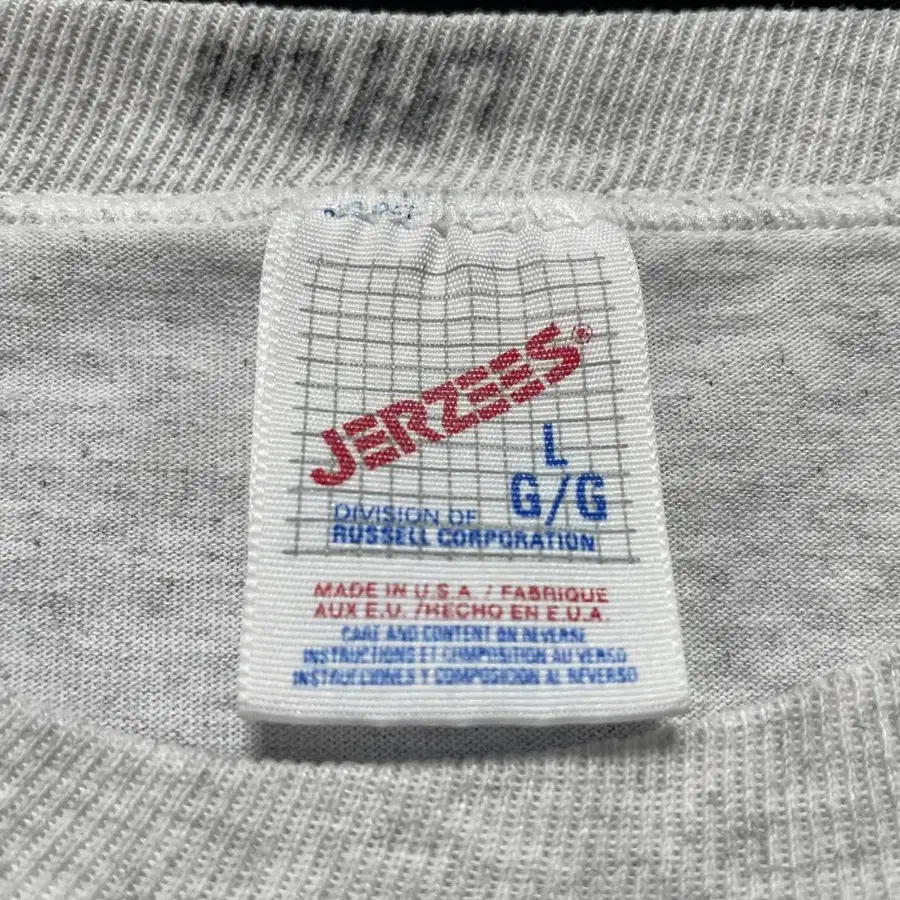 JERZEES®
L
G/G
DIVISION OF
RUSSELL CORPORATION
MADE IN U.S.A. / FABRIQUE
AUX E.U. /HECHO EN E.U.A.
CARE AND CONTENT ON REVERSE
INSTRUCTIONS ET COMPOSITION AU VERSO
INSTRUCCIONES Y COMPOSICION AL REVERSO